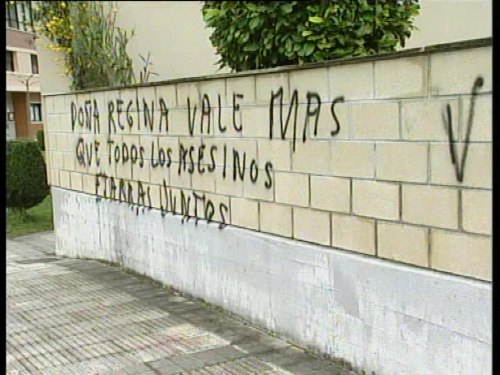 DOÑA REGINA VALE MAS V
QUE TODOS LOS ASESINOS
JUNTOS